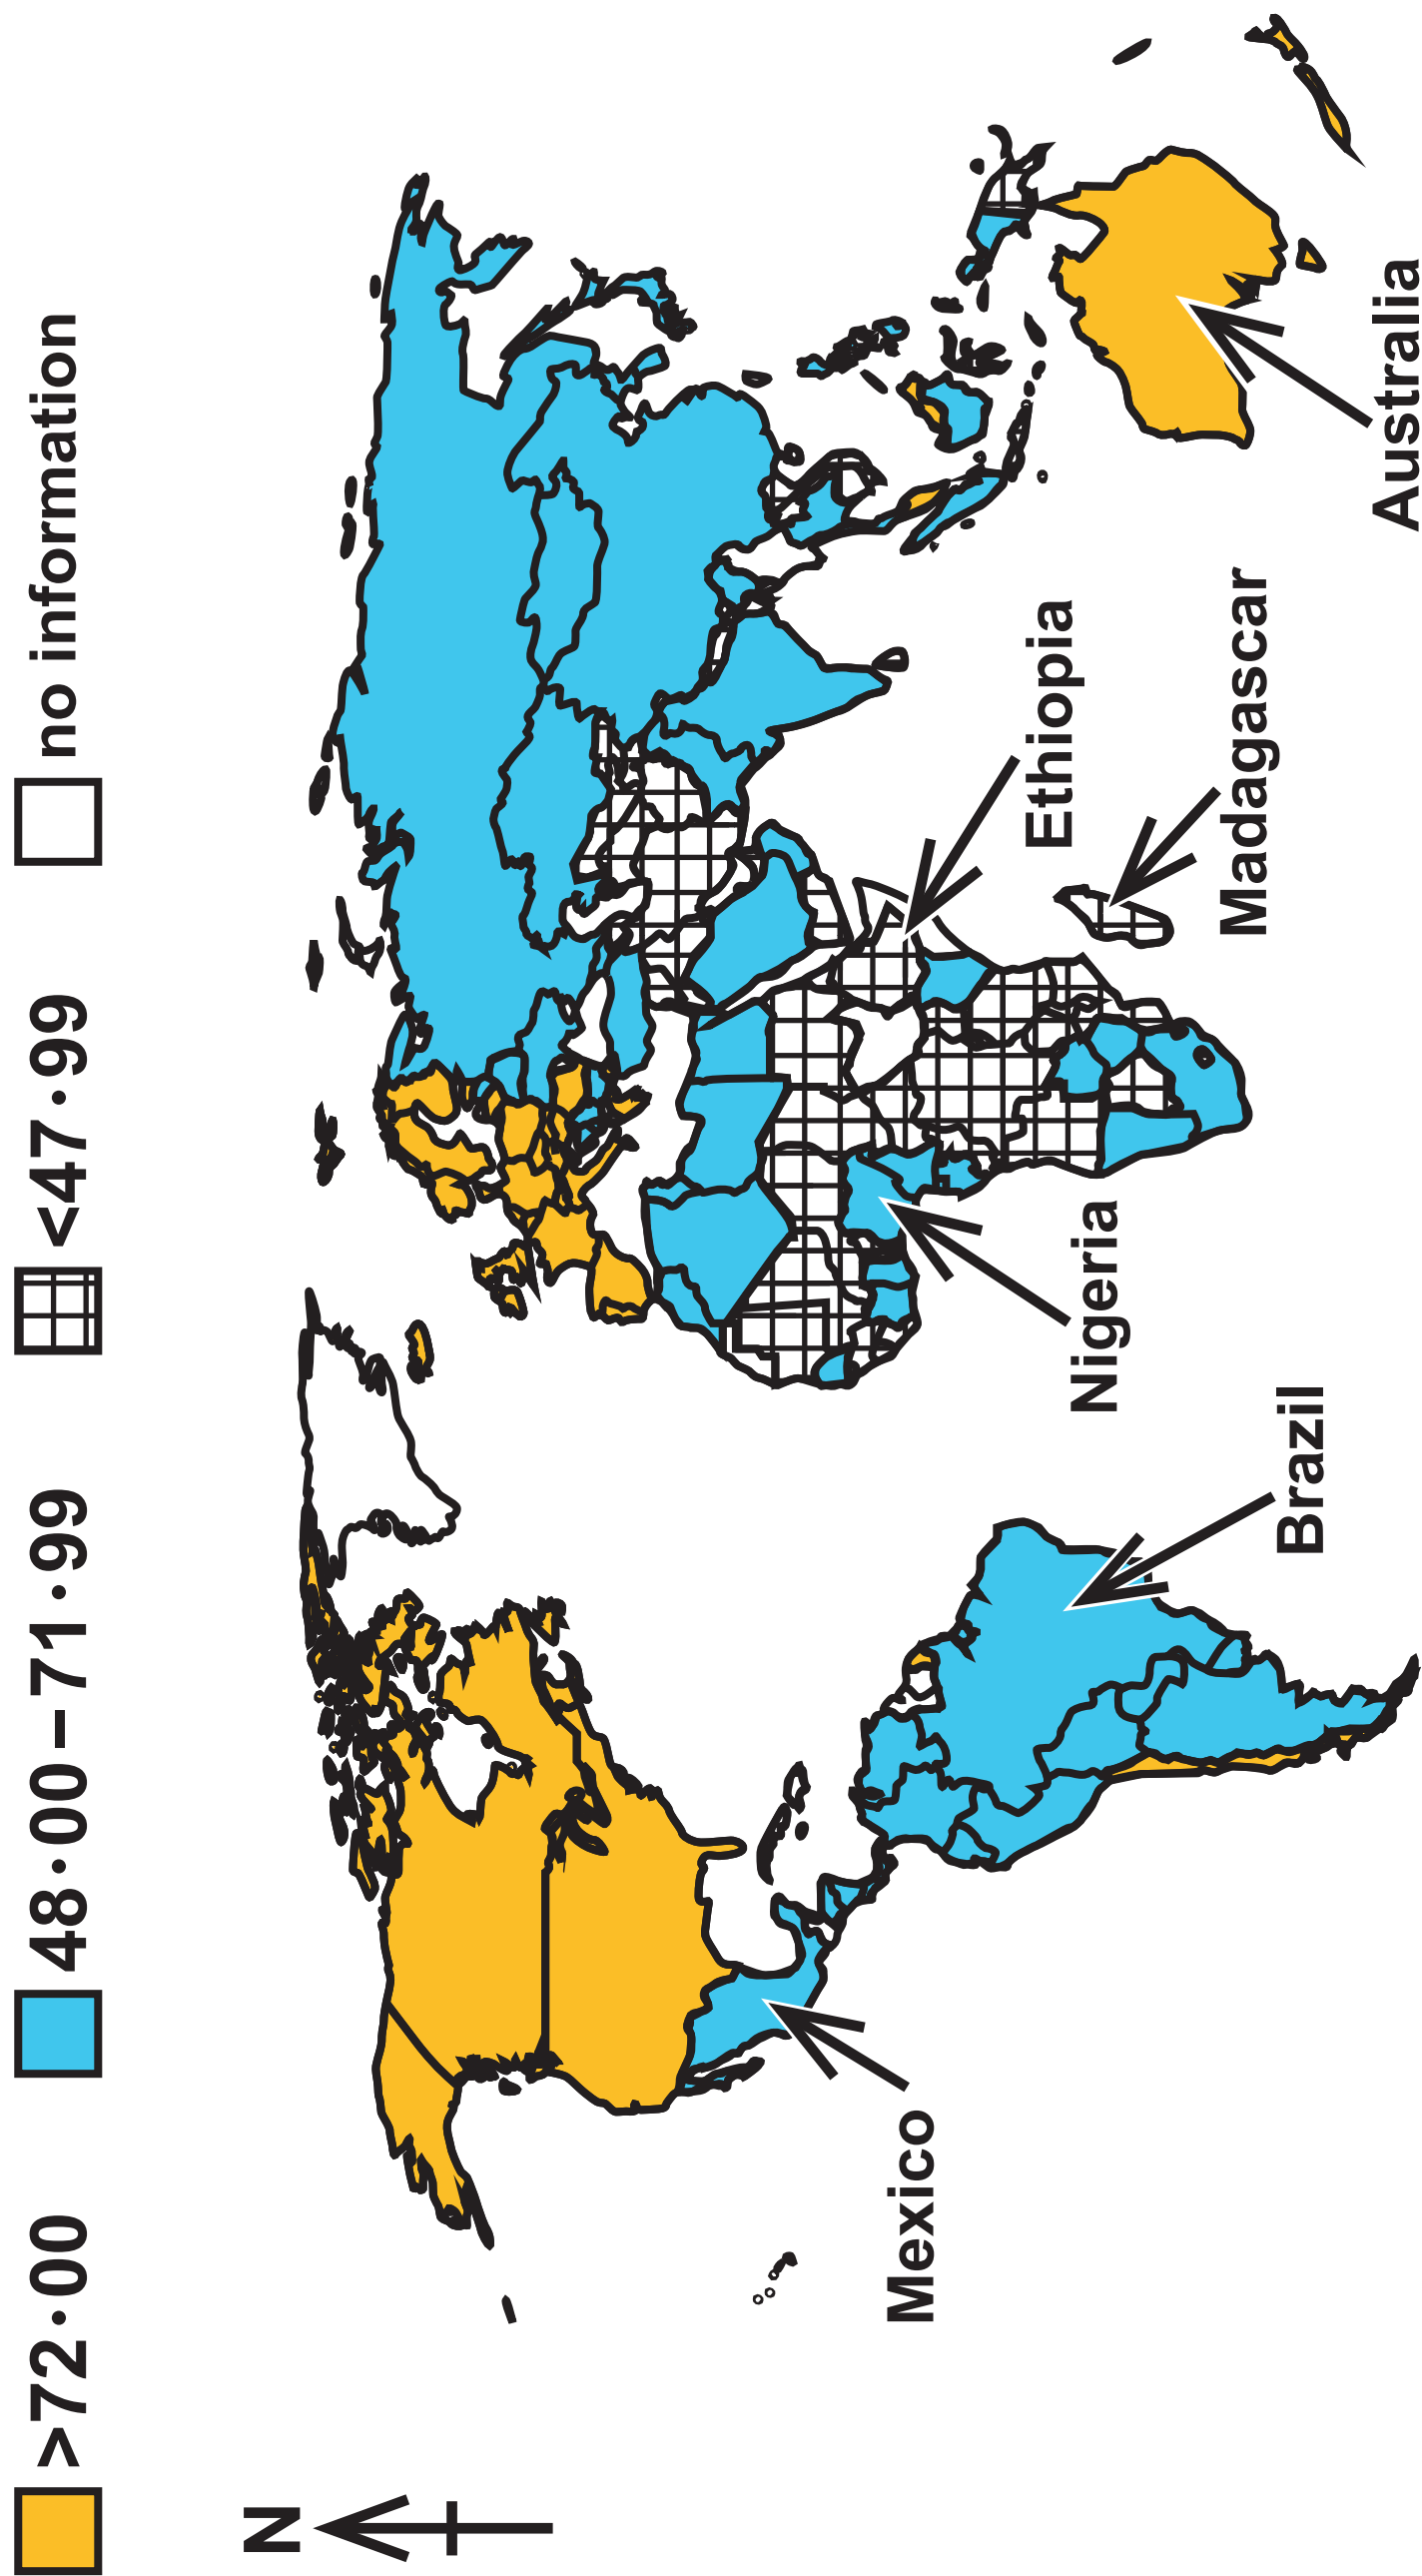 >72·00
48·00–71·99
<47·99
no information
N
Mexico
Brazil
Nigeria
Ethiopia
Madagascar
Australia